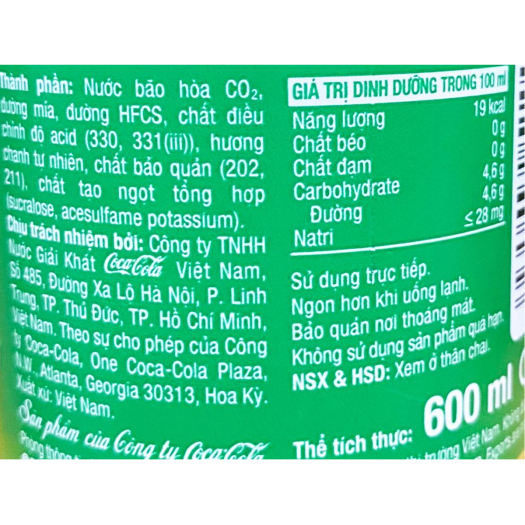 Thành phần: Nước bão hòa CO₂,
đường mía, đường HFCS, chất điều
chỉnh độ acid (330, 331(iii)), hương
chanh tự nhiên, chất bảo quản (202,
211), chất tạo ngọt tổng hợp
(sucralose, acesulfame potassium).
Chịu trách nhiệm bởi: Công ty TNHH
Nước Giải Khát Coca-Cola Việt Nam,
Số 485, Đường Xa Lộ Hà Nội, P. Linh
Trung, TP. Thủ Đức, TP. Hồ Chí Minh,
Việt Nam. Theo sự cho phép của Công
ty Coca-Cola, One Coca-Cola Plaza,
N.W., Atlanta, Georgia 30313, Hoa Kỳ.
Xuất xứ: Việt Nam.
Sản phẩm của Công ty Coca-Cola
GIÁ TRỊ DINH DƯỠNG TRONG 100 ml
Năng lượng 19 kcal
Chất béo 0g
Chất đạm 0g
Carbohydrate 4,6g
Đường 4,6g
Natri ≤ 28 mg
Sử dụng trực tiếp.
Ngon hơn khi uống lạnh.
Bảo quản nơi thoáng mát.
Không sử dụng sản phẩm quá hạn.
NSX & HSD: Xem ở thân chai.
Thể tích thực: 600 ml
trường Việt Nam.